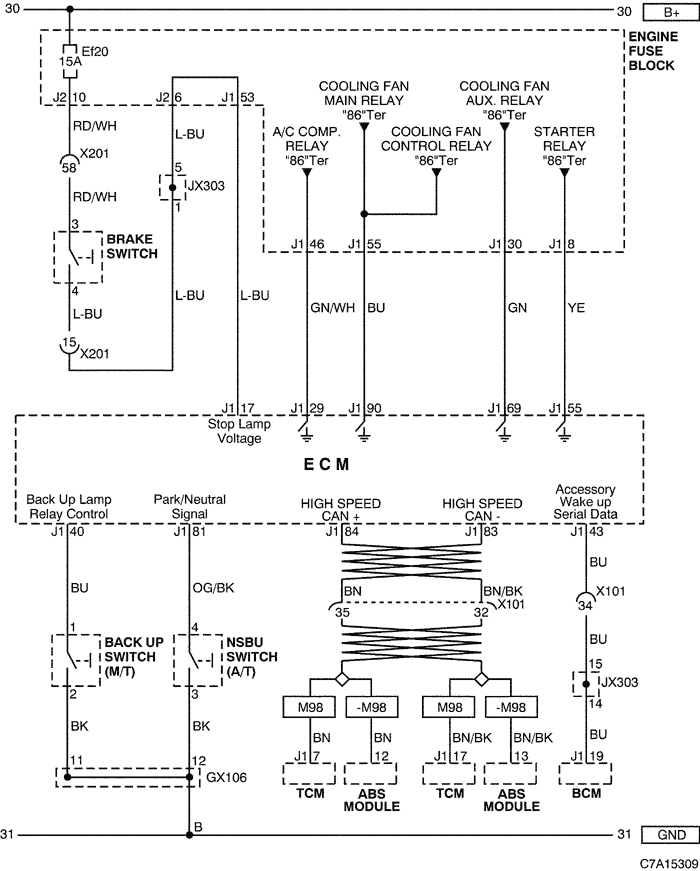 30
30 B+
Ef20
15A
ENGINE
FUSE
BLOCK
J2 10
J2 6
J1 53
COOLING FAN
MAIN RELAY
"86"Ter
COOLING FAN
AUX. RELAY
"86"Ter
A/C COMP.
RELAY
"86"Ter
COOLING FAN
CONTROL RELAY
"86"Ter
STARTER
RELAY
"86"Ter
RD/WH
L-BU
X201
58
5
JX303
1
RD/WH
3
BRAKE
SWITCH
4
J1 46
J1 55
J1 30
J1 8
L-BU
L-BU
L-BU
GN/WH
BU
GN
YE
15
X201
J1 17
J1 29
J1 90
J1 69
J1 55
Stop Lamp
Voltage
ECM
Back Up Lamp
Relay Control
Park/Neutral
Signal
HIGH SPEED
CAN +
HIGH SPEED
CAN -
Accessory
Wake up
Serial Data
J1 40
J1 81
J1 84
J1 83
J1 43
BU
OG/BK
BN
BN/BK
BU
X101
34
35
32
X101
1
BACK UP
SWITCH
(M/T)
2
4
NSBU
SWITCH
(A/T)
3
BU
15
JX303
14
M98
-M98
M98
-M98
BK
BK
BN
BN
BN/BK
BN/BK
BU
11
12
GX106
J1 7
12
J1 17
13
J1 19
TCM
ABS
MODULE
TCM
ABS
MODULE
BCM
B
31
31 GND
C7A15309